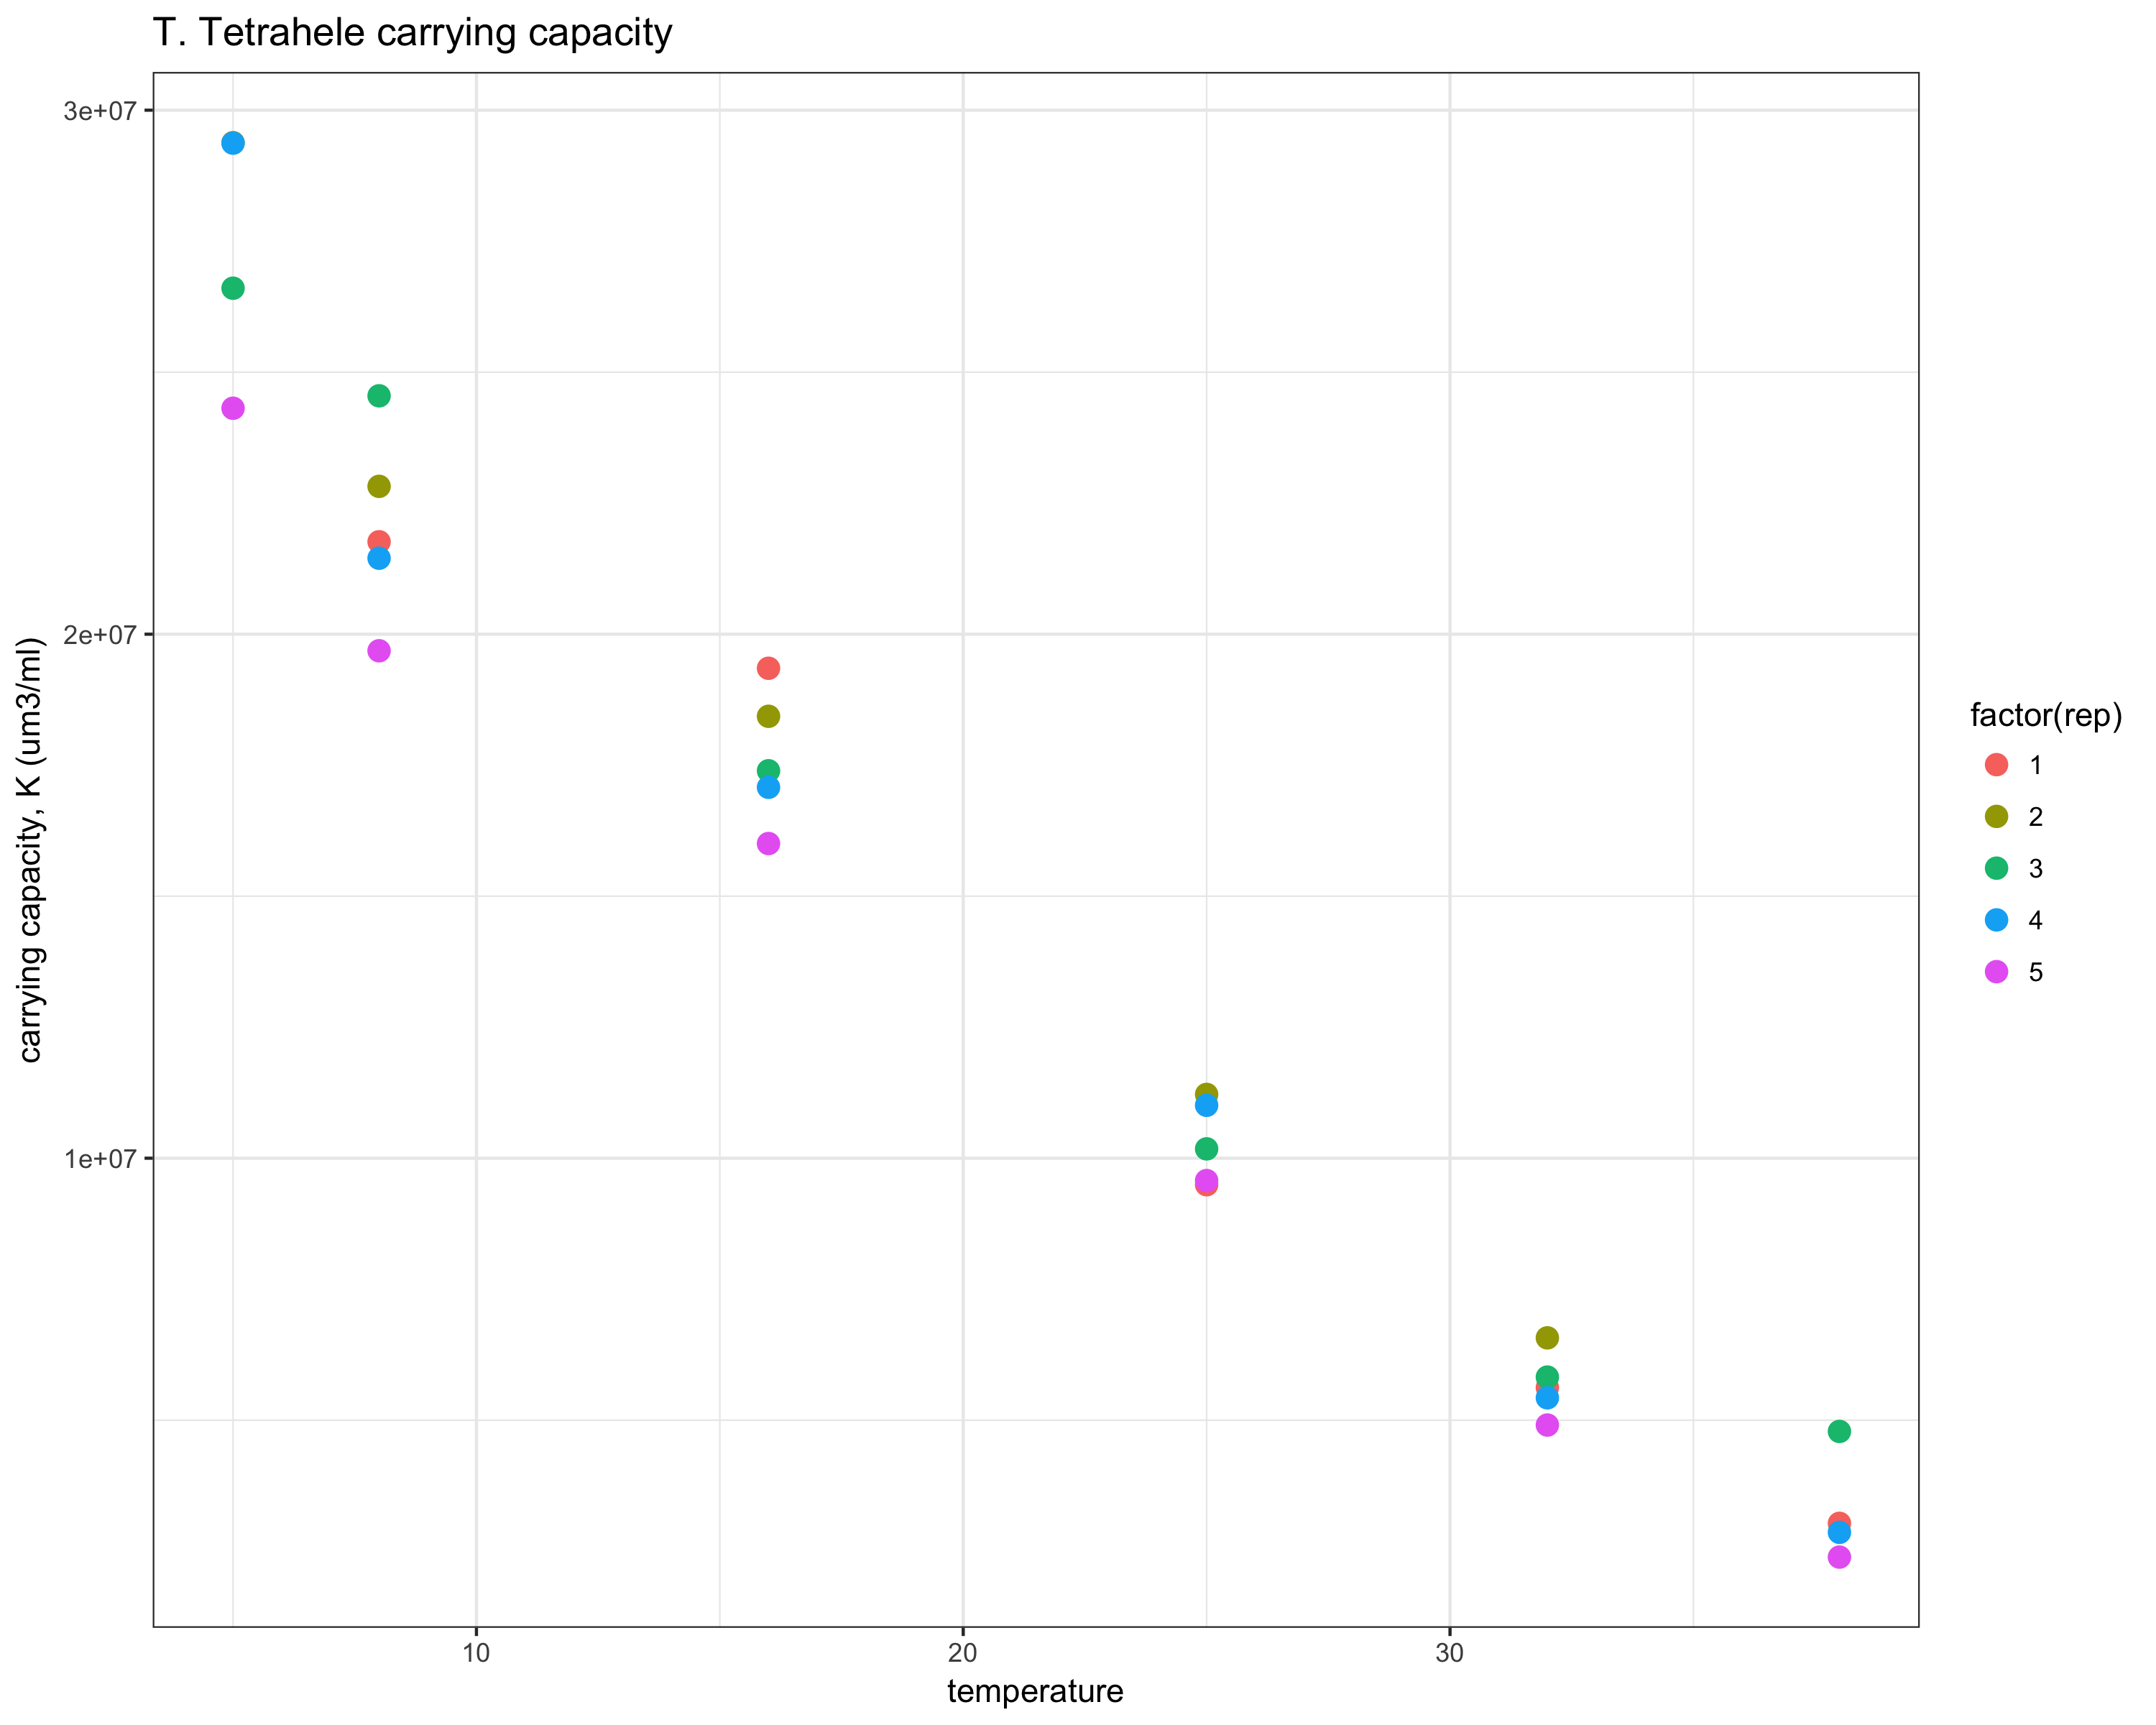 T. Tetrahele carrying capacity
carrying capacity, K (um3/ml)
3e+07
2e+07
1e+07
10
20
30
temperature
factor(rep)
1
2
3
4
5